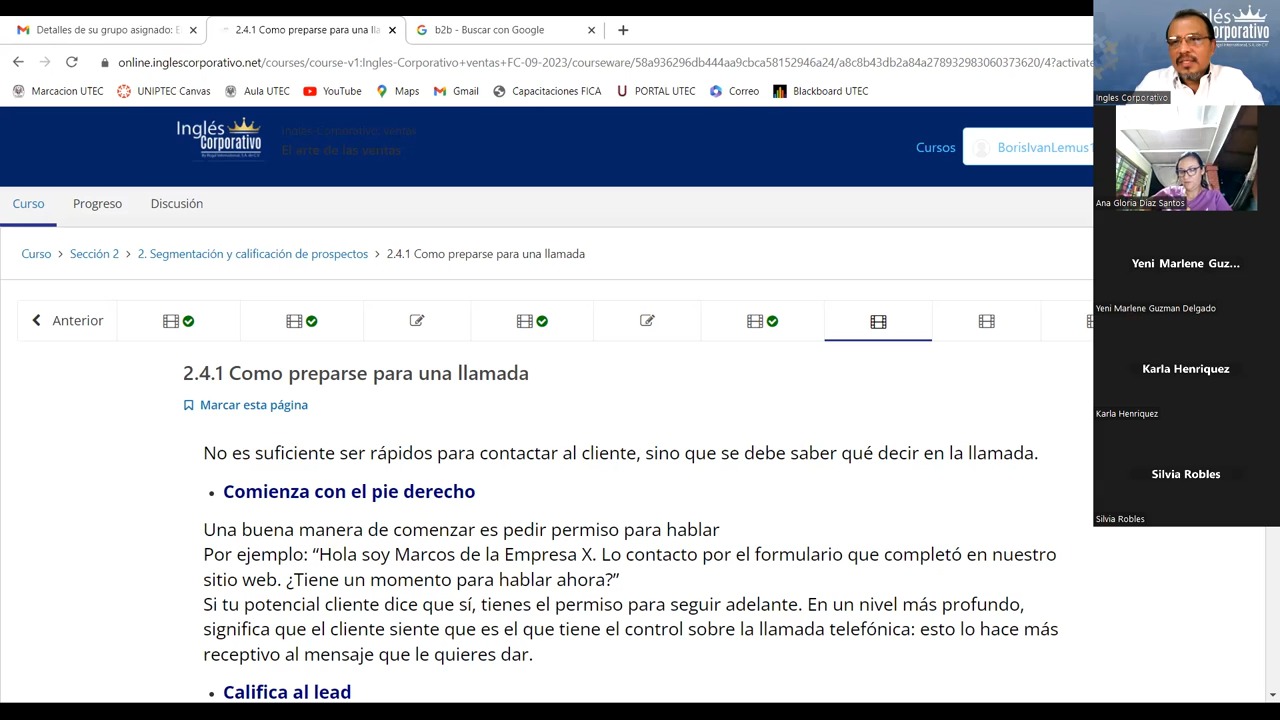 Detalles de su grupo asignado: E
2.4.1 Como preparse para una lla
b2b - Buscar con Google
online.inglescorporativo.net/courses/course-v1:Ingles-Corporativo+ventas+FC-09-2023/courseware/58a936296db444aa9cbca58152946a24/a8c8b43db2a84a278932983060373620/4?activate
Marcacion UTEC
UNIPTEC Canvas
Aula UTEC
YouTube
Maps
Gmail
Capacitaciones FICA
PORTAL UTEC
Correo
Blackboard UTEC
Inglés
Corporativo
Ingles-Corporativo: ventas
El arte de las ventas
Cursos
BorisIvanLemus
Curso
Progreso
Discusión
Curso > Sección 2 > 2. Segmentación y calificación de prospectos > 2.4.1 Como preparse para una llamada
Anterior
2.4.1 Como preparse para una llamada
Marcar esta página
No es suficiente ser rápidos para contactar al cliente, sino que se debe saber qué decir en la llamada.
• Comienza con el pie derecho
Una buena manera de comenzar es pedir permiso para hablar
Por ejemplo: “Hola soy Marcos de la Empresa X. Lo contacto por el formulario que completó en nuestro
sitio web. ¿Tiene un momento para hablar ahora?”
Si tu potencial cliente dice que sí, tienes el permiso para seguir adelante. En un nivel más profundo,
significa que el cliente siente que es el que tiene el control sobre la llamada telefónica: esto lo hace más
receptivo al mensaje que le quieres dar.
• Califica al lead
Ingles Corporativo
Ana Gloria Diaz Santos
Yeni Marlene Guz...
Yeni Marlene Guzman Delgado
Karla Henriquez
Karla Henriquez
Silvia Robles
Silvia Robles